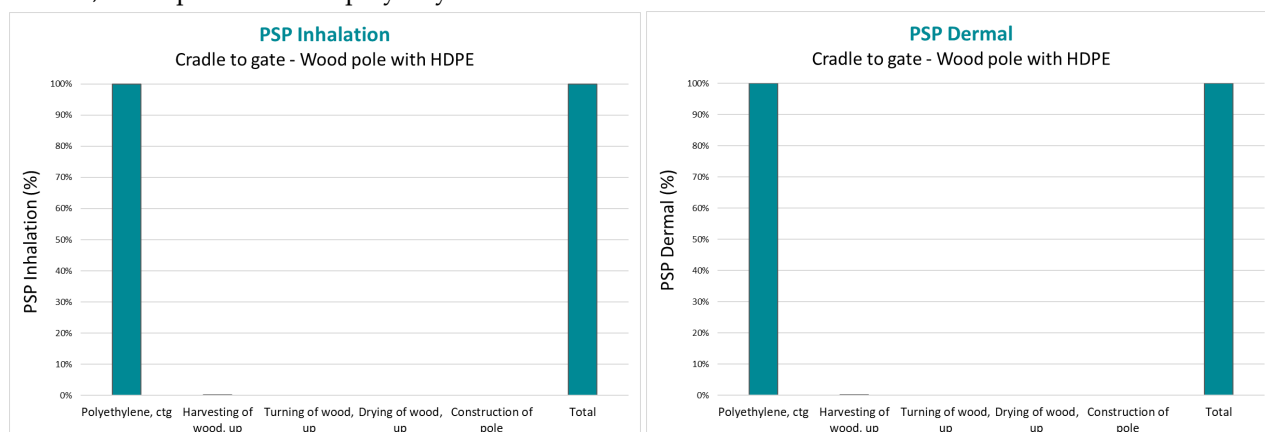 PSP Inhalation
Cradle to gate - Wood pole with HDPE
PSP Inhalation (%)
100%
90%
80%
70%
60%
50%
40%
30%
20%
10%
0%
Polyethylene, ctg
Harvesting of
wood, up
Turning of wood,
up
Drying of wood,
up
Construction of
pole
Total
PSP Dermal
Cradle to gate - Wood pole with HDPE
PSP Dermal (%)
100%
90%
80%
70%
60%
50%
40%
30%
20%
10%
0%
Polyethylene, ctg
Harvesting of
wood, up
Turning of wood,
up
Drying of wood,
up
Construction of
pole
Total